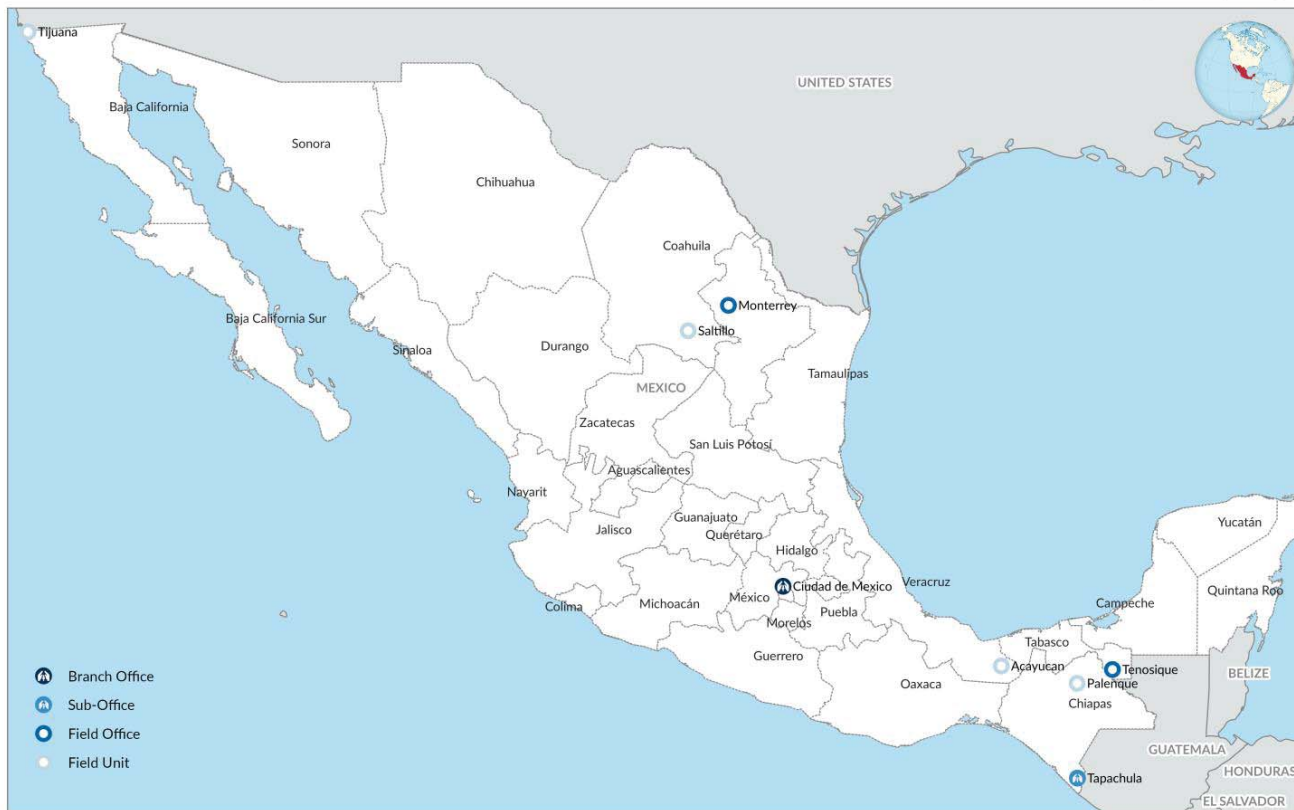 Tijuana
UNITED STATES
Baja California
Sonora
Chihuahua
Coahuila
Monterrey
Baja California Sur
Saltillo
Sinaloa
Durango
Tamaulipas
MEXICO
Zacatecas
San Luis Potosí
Aguascalientes
Nayarit
Guanajuato
Yucatán
Jalisco
Querétaro
Hidalgo
Ciudad de Mexico
Veracruz
Quintana Roo
Colima
Michoacán
México
Puebla
Campeche
Morelos
Tabasco
Guerrero
Acayucan
Tenosique
BELIZE
Oaxaca
Palenque
Chiapas
GUATEMALA
HONDURAS
Tapachula
EL SALVADOR
Branch Office
Sub-Office
Field Office
Field Unit